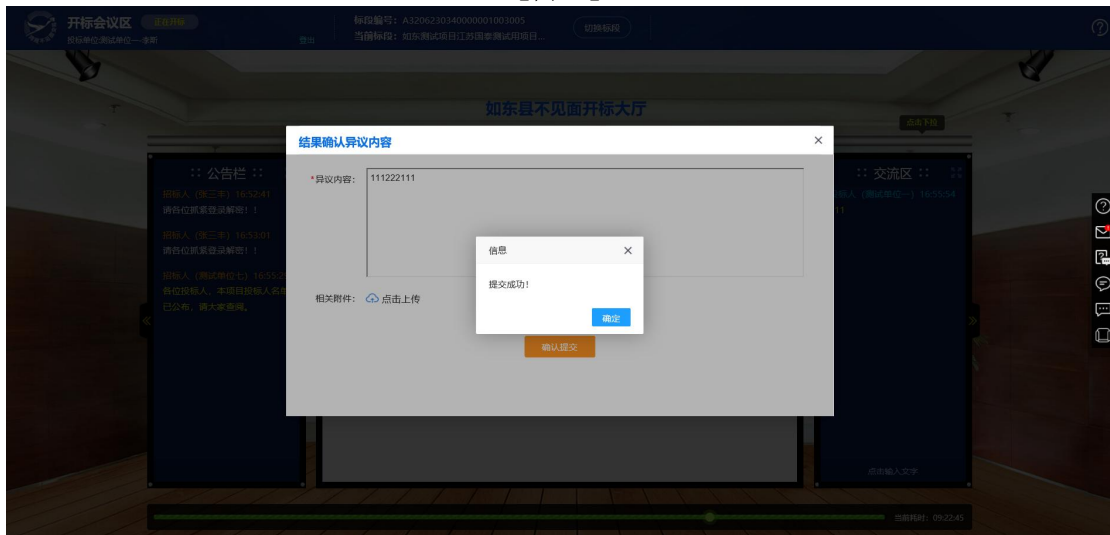 开标会议区 正在开标
投标单位:测试单位一-李新
登出
标段编号：A3206230340000001003005
当前标段：如东测试项目江苏国泰测试用项目...
切换标段
如东县不见面开标大厅
点击下段
结果确认异议内容
:: 公告栏 ::
招标人（张三丰）16:52:41
请各位抓紧登录解密！！
招标人（张三丰）16:53:01
请各位抓紧登录解密！！
招标人（测试单位七）16:55:2
各位投标人，本项目投标人名
已公布，请大家查阅。
*异议内容：
111222111
信息
提交成功!
确定
相关附件：
点击上传
确认提交
:: 交流区 ::
标人（测试单位一）16:55:54
11
点击输入文字
当前耗时：09:22:45